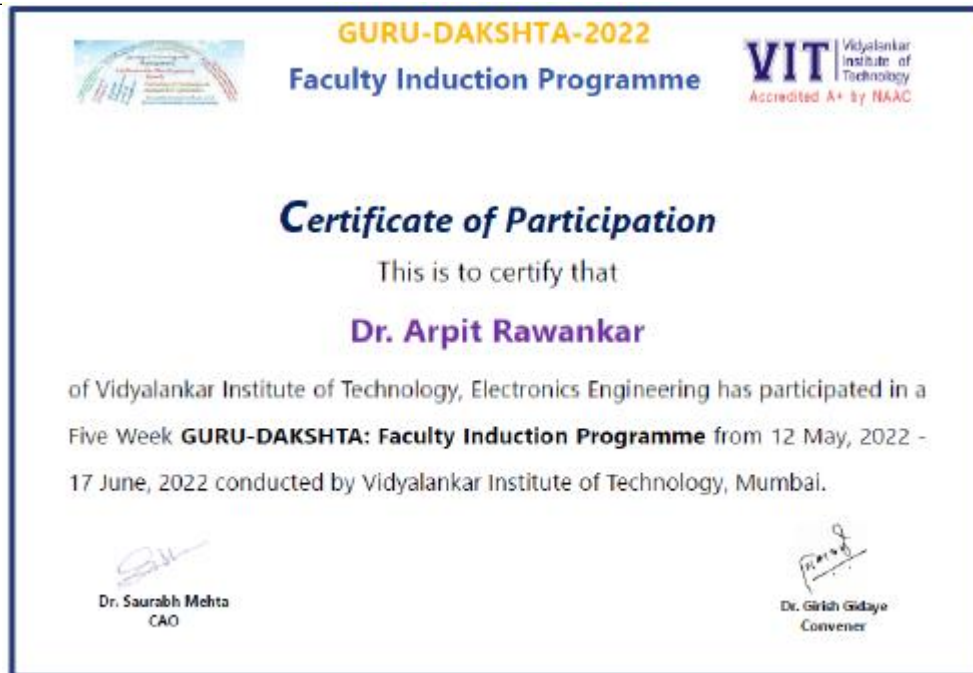 GURU-DAKSHTA-2022
Faculty Induction Programme
VIT
Vidyalankar
Institute of
Technology
Accredited A+ by NAAC
Certificate of Participation
This is to certify that
Dr. Arpit Rawankar
of Vidyalankar Institute of Technology, Electronics Engineering has participated in a
Five Week GURU-DAKSHTA: Faculty Induction Programme from 12 May, 2022 -
17 June, 2022 conducted by Vidyalankar Institute of Technology, Mumbai.
Dr. Saurabh Mehta
CAO
Dr. Girish Gidaye
Convener